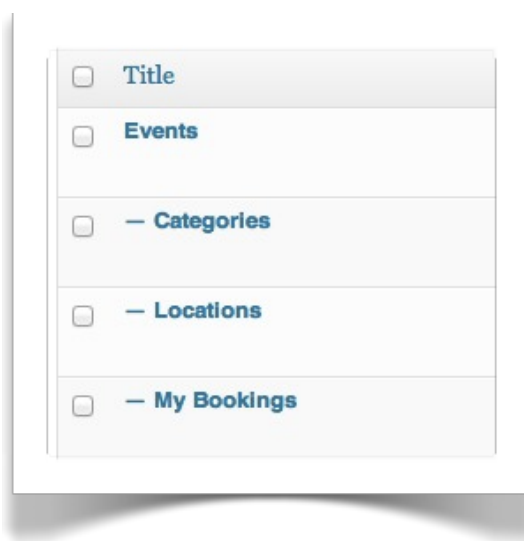 Title
Events
— Categories
— Locations
— My Bookings